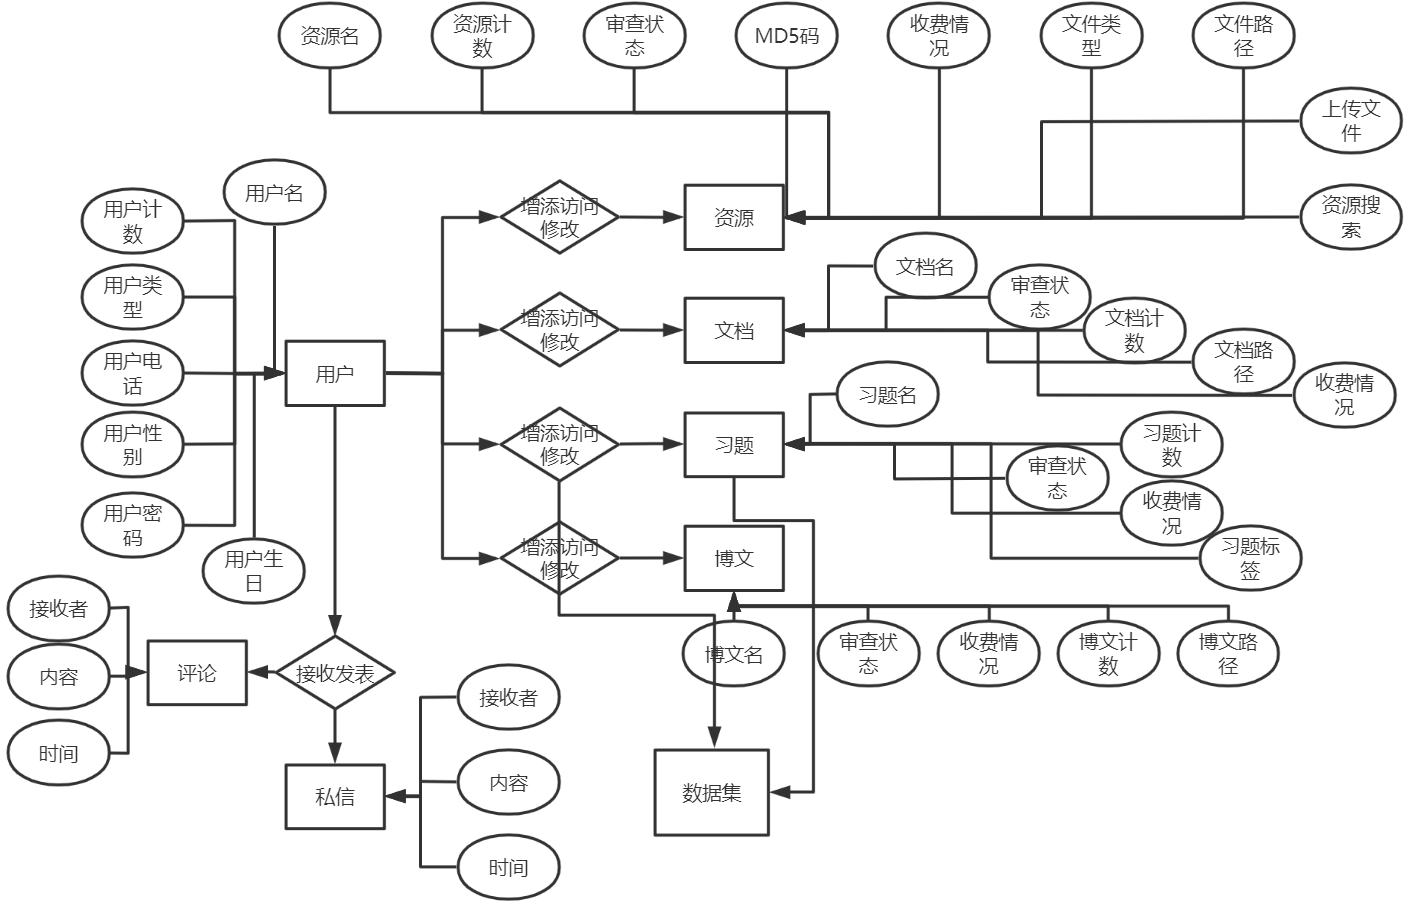 资源名
资源计
数
审查状
态
MD5码
收费情
况
文件类
型
文件路
径
上传文
件
用户名
用户计
数
增添访问
修改
资源
资源搜
索
文档名
用户类
型
审查状
态
增添访问
修改
文档
文档计
数
用户电
话
用户
文档路
径
收费情
况
习题名
用户性
别
增添访问
修改
习题
习题计
数
审查状
态
用户密
码
收费情
况
用户生
日
增添访问
修改
博文
习题标
签
接收者
内容
时间
评论
接收发表
博文名
审查状
态
收费情
况
博文计
数
博文路
径
接收者
内容
时间
私信
数据集